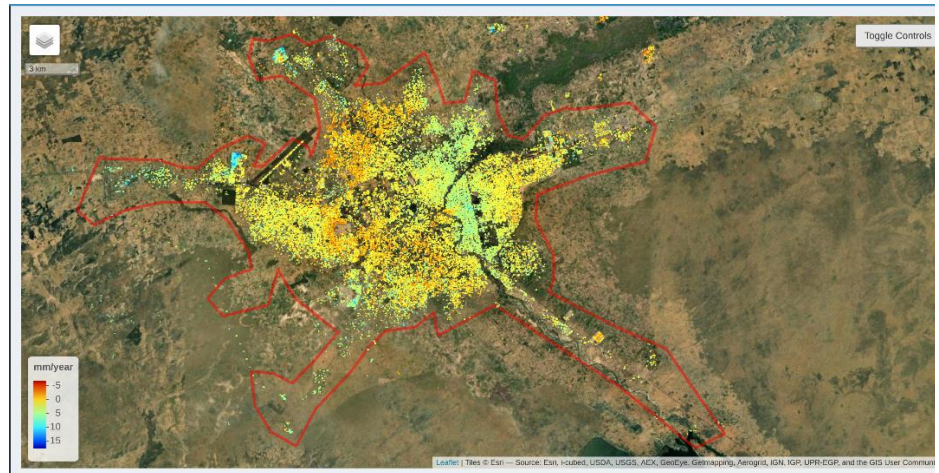 Toggle Controls
3 km
mm/year
-5
0
5
10
15
Leaflet | Tiles © Esri — Source: Esri, i-cubed, USDA, USGS, AEX, GeoEye, Getmapping, Aerogrid, IGN, IGP, UPR-EGP, and the GIS User Commun